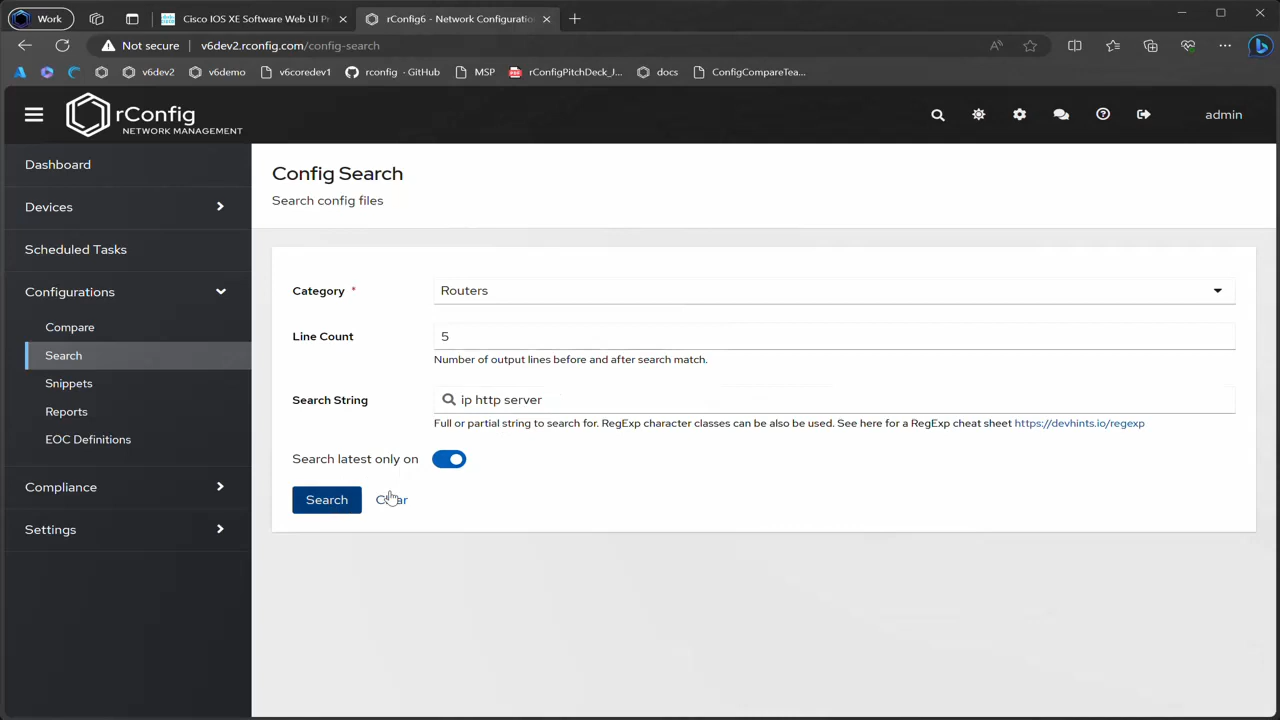 Work
Cisco IOS XE Software Web UI Pr
rConfig6 - Network Configuratio
Not secure
v6dev2.rconfig.com/config-search
v6dev2
v6demo
v6coredev1
rconfig · GitHub
MSP
rConfigPitchDeck_J...
docs
ConfigCompareTea...
rConfig
NETWORK MANAGEMENT
admin
Dashboard
Devices
Scheduled Tasks
Configurations
Compare
Search
Snippets
Reports
EOC Definitions
Compliance
Settings
Config Search
Search config files
Category * Routers
Line Count 5
Number of output lines before and after search match.
Search String ip http server
Full or partial string to search for. RegExp character classes can be also be used. See here for a RegExp cheat sheet https://devhints.io/regexp
Search latest only on
Search